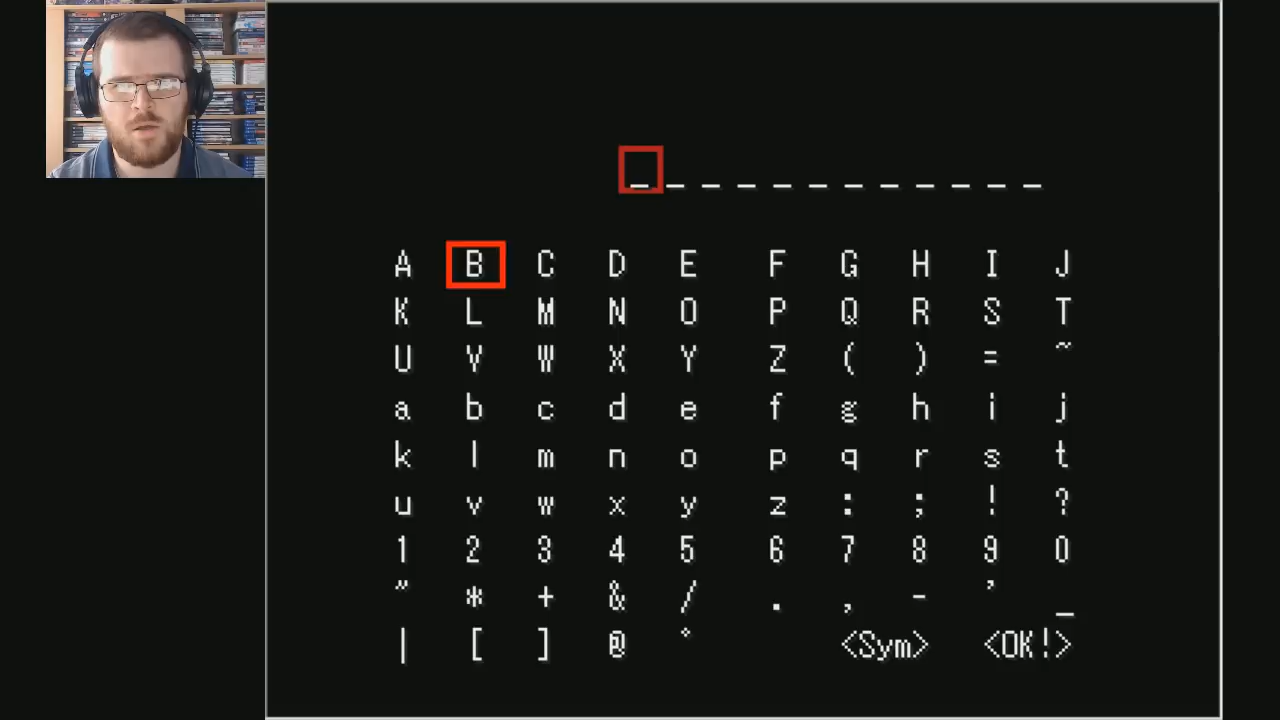 _ _ _ _ _ _ _ _ _ _ _ _
A B C D E F G H I J
K L M N O P Q R S T
U V W X Y Z ( ) = ~
a b c d e f g h i j
k l m n o p q r s t
u v w x y z : ; ! ?
1 2 3 4 5 6 7 8 9 0
" * + & / . , - ' _
| [ ] @ ° <Sym> <OK!>